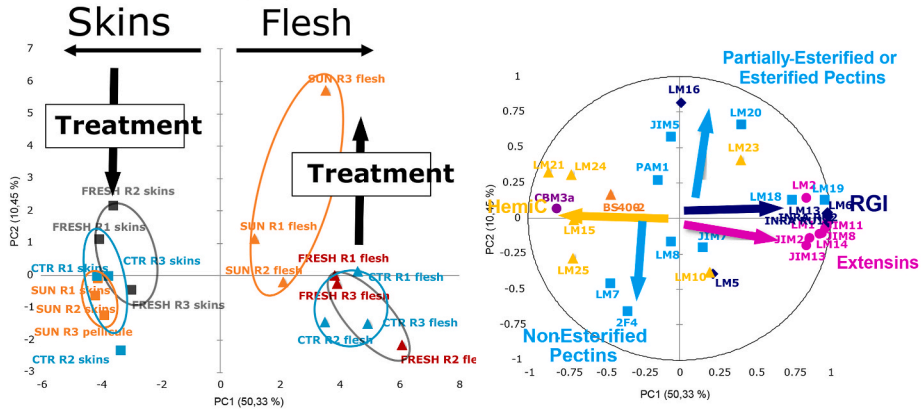 Skins
Flesh
7
6
5
4
3
2
1
0
-1
-2
-3
PC2 (10,45 %)
SUN R3 flesh
Treatment
Treatment
FRESH R2 skins
FRESH R1 skins
CTR R1 skins
CTR R3 skins
SUN R1 skins
FRESH R3 skins
SUN R2 skins
SUN R3 pellicule
CTR R2 skins
SUN R1 flesh
SUN R2 flesh
FRESH R1 flesh
CTR R1 flesh
FRESH R3 flesh
CTR R3 flesh
CTR R2 flesh
FRESH R2 fle
-6
-4
-2
0
2
4
6
8
PC1 (50,33 %)
Partially-Esterified or
Esterified Pectins
1
0.75
0.5
0.25
0
-0.25
-0.5
-0.75
-1
PC2 (10,45 %)
LM16
LM20
JIM5
LM23
LM21
LM24
PAM1
CBM3a
HemiC
LM15
LM2
LM18
LM19
LM13
LM6
RGI
JIM11
JIM8
LM14
JIM13
Extensins
JIM7
LM8
LM25
LM10
LM5
LM7
2F4
Non-Esterified
Pectins
-1
-0.75
-0.5
-0.25
0
0.25
0.5
0.75
1
PC1 (50,33 %)